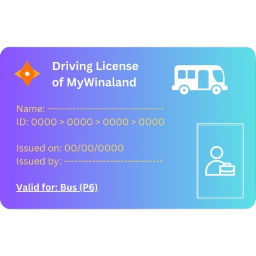 Driving License
of MyWinaland
Name: ---------------------------------
ID: 0000 > 0000 > 0000 > 0000
Issued on: 00/00/0000
Issued by: ----------------------------
Valid for: Bus (P6)